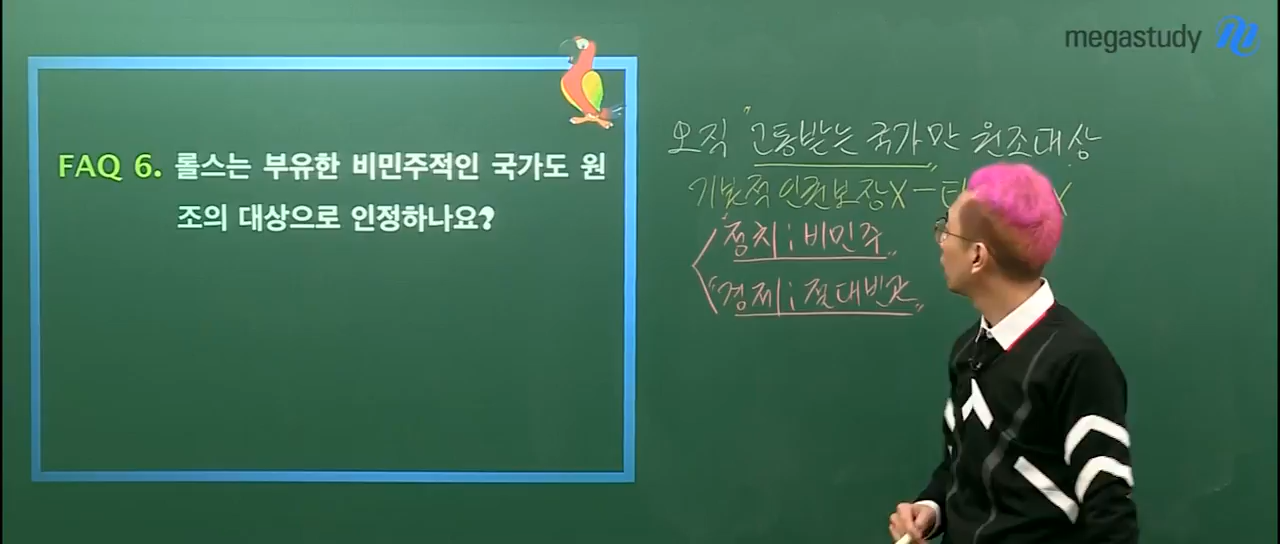 megastudy
FAQ 6. 롤스는 부유한 비민주적인 국가도 원
조의 대상으로 인정하나요?
오직 "고통받는 국가만" 원조대상
기본적 인권보장X -
"정치 ; 비민주"
"경제 ; 절대빈곤"